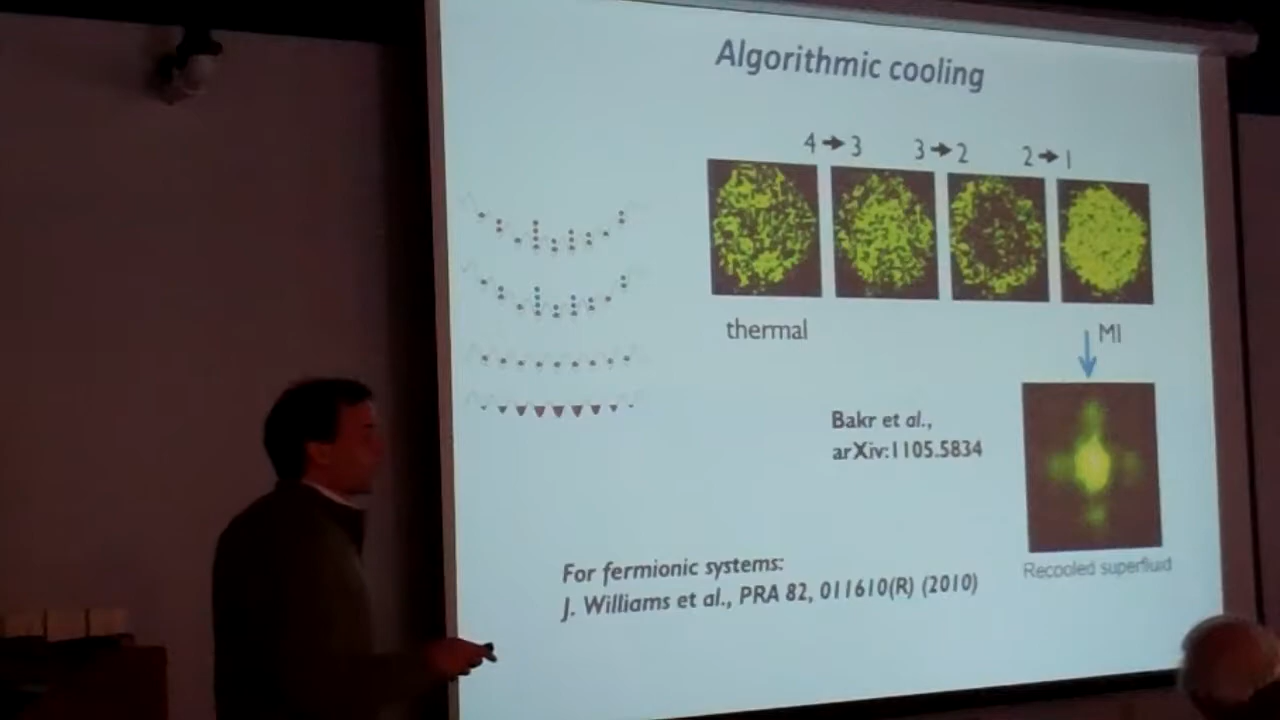 Algorithmic cooling
4➔3 3➔2 2➔1
thermal
MI
Bakr et al.,
arXiv:1105.5834
Recooled superfluid
For fermionic systems:
J. Williams et al., PRA 82, 011610(R) (2010)